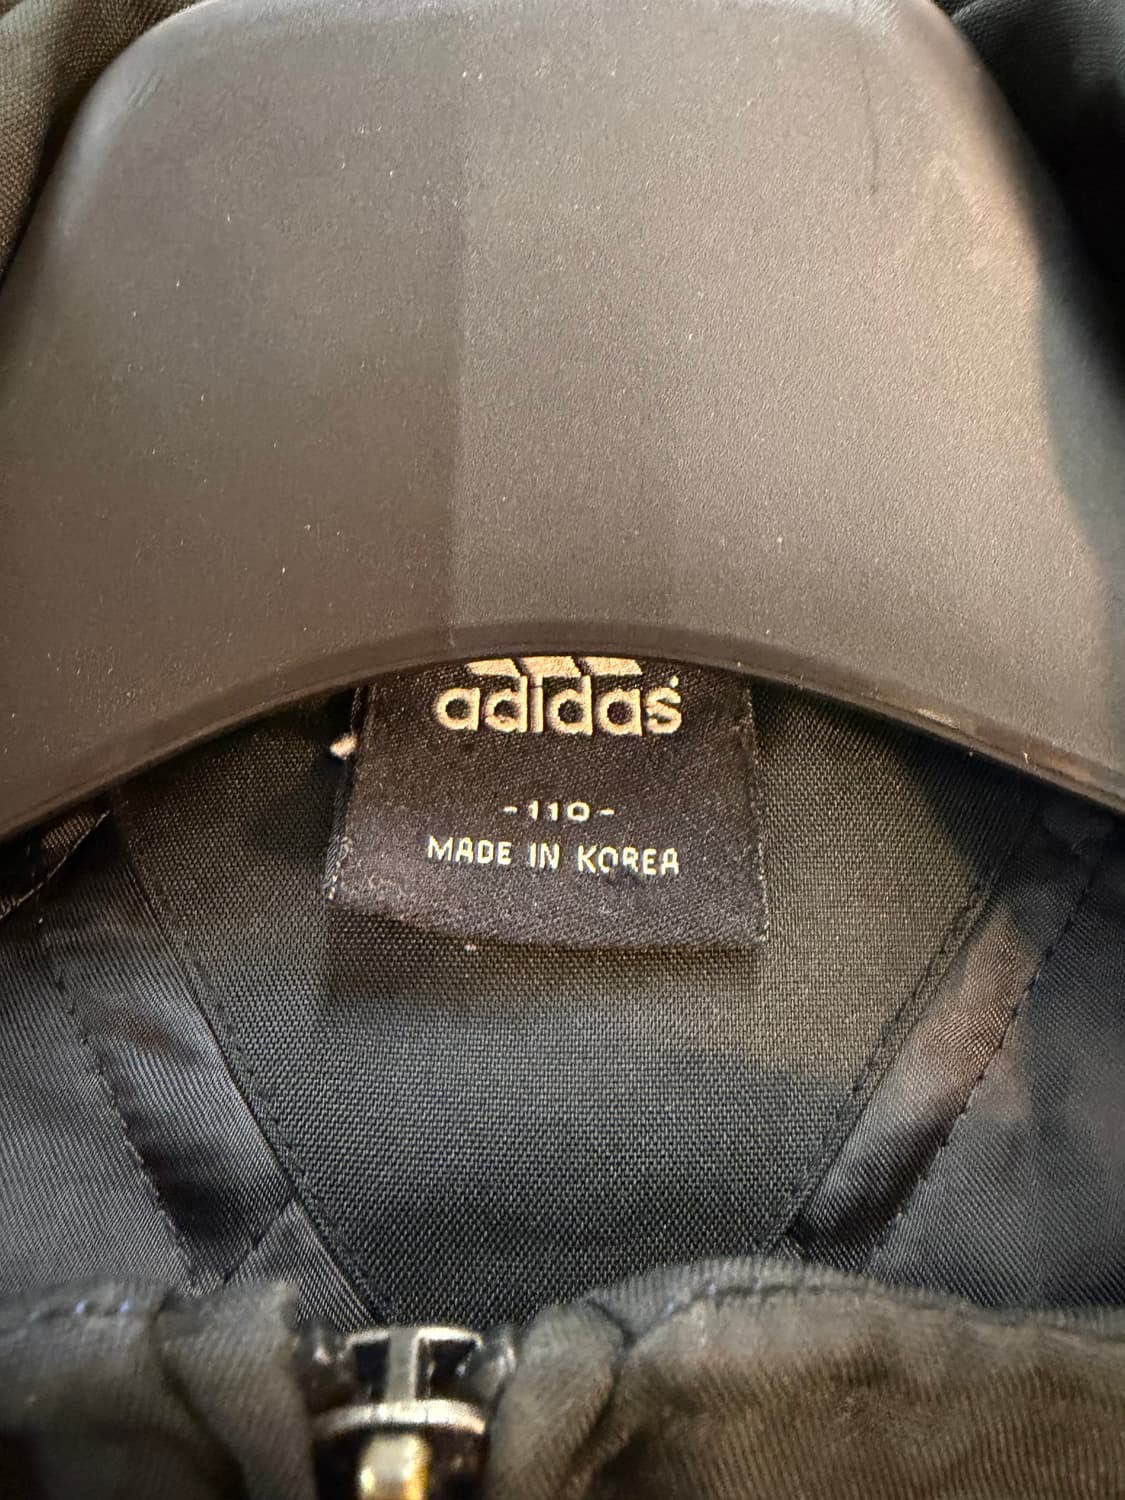 adidas
-110-
MADE IN KOREA